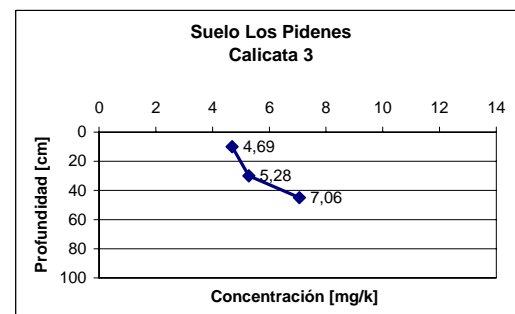 Suelo Los Pidenes
Calicata 3
0 2 4 6 8 10 12 14
0
20
40
60
80
100
4,69
5,28
7,06
Profundidad [cm]
Concentración [mg/k]